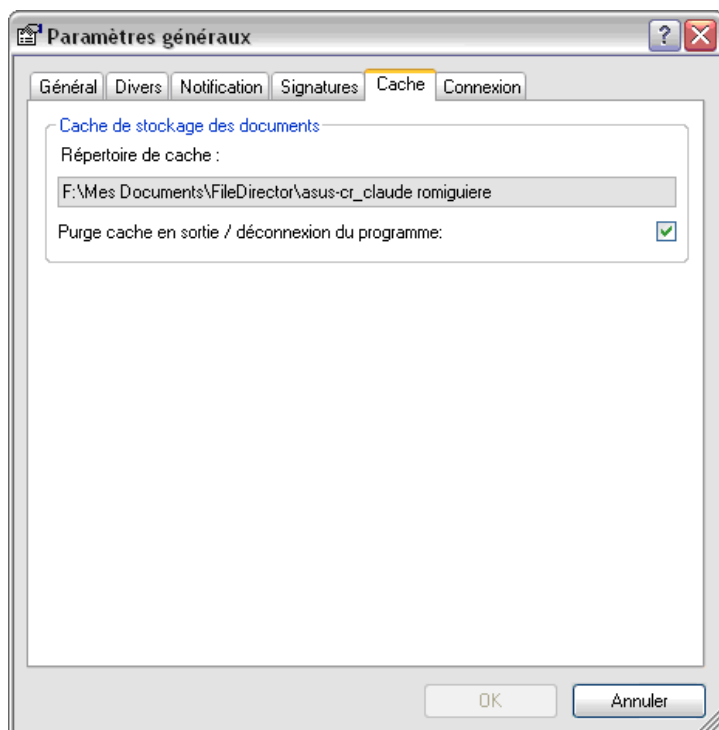 Paramètres généraux
?
Général Divers Notification Signatures Cache Connexion
Cache de stockage des documents
Répertoire de cache :
F:\Mes Documents\FileDirector\asus-cr_claude romiguiere
Purge cache en sortie / déconnexion du programme:
OK Annuler